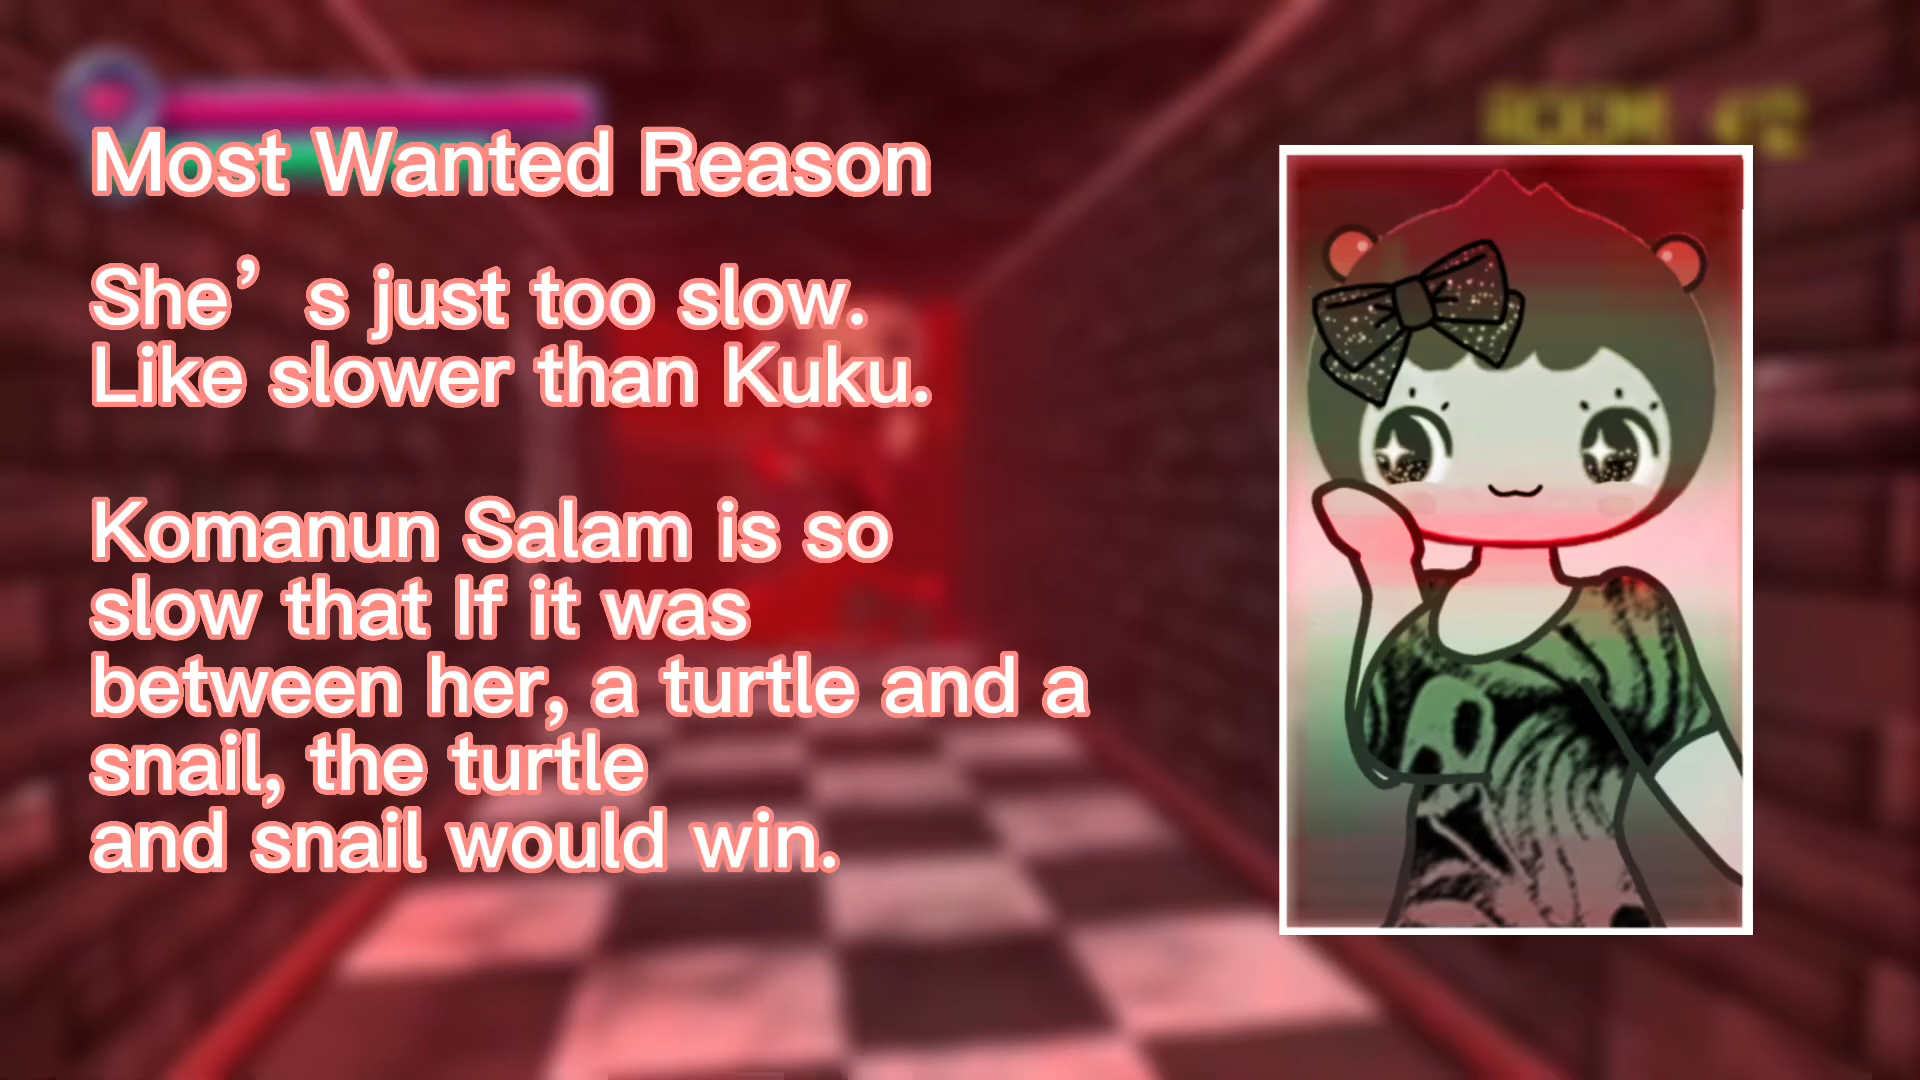 Most Wanted Reason
She’s just too slow.
Like slower than Kuku.
Komanun Salam is so
slow that If it was
between her, a turtle and a
snail, the turtle
and snail would win.
ROOM